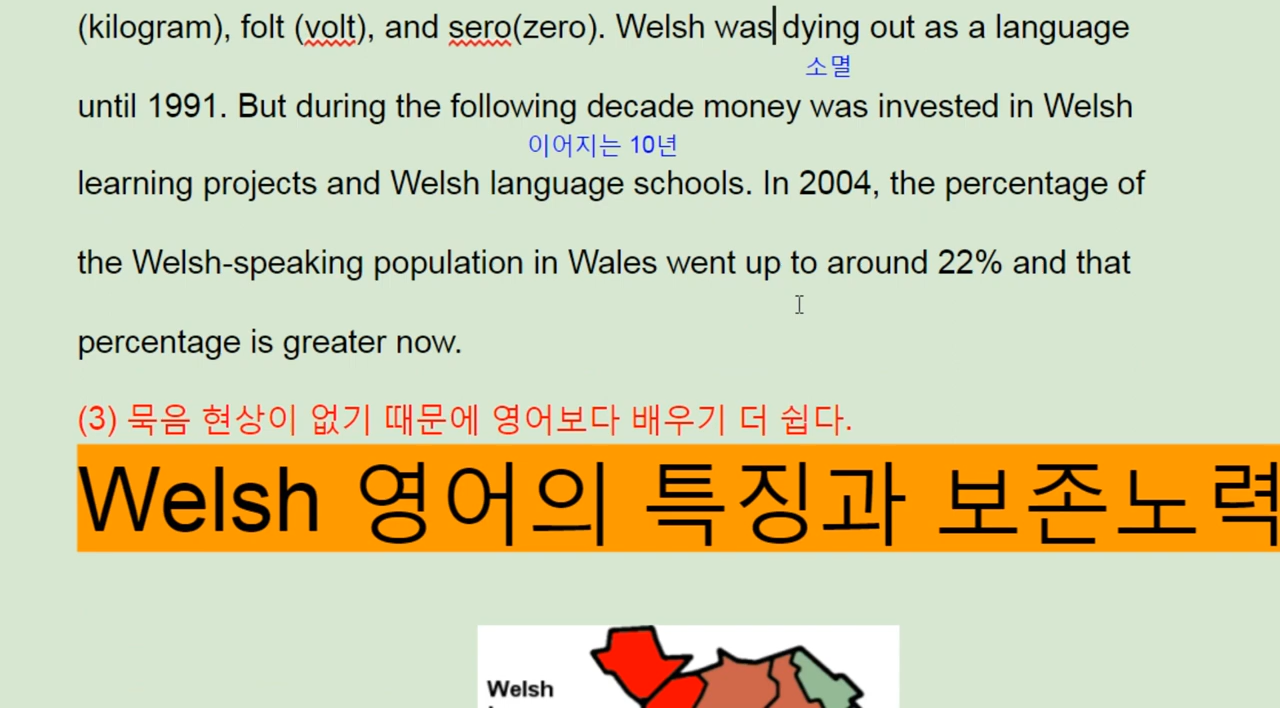 (kilogram), folt (volt), and sero(zero). Welsh was dying out as a language
소멸
until 1991. But during the following decade money was invested in Welsh
이어지는 10년
learning projects and Welsh language schools. In 2004, the percentage of
the Welsh-speaking population in Wales went up to around 22% and that
percentage is greater now.
(3) 묵음 현상이 없기 때문에 영어보다 배우기 더 쉽다.
Welsh 영어의 특징과 보존노력
Welsh